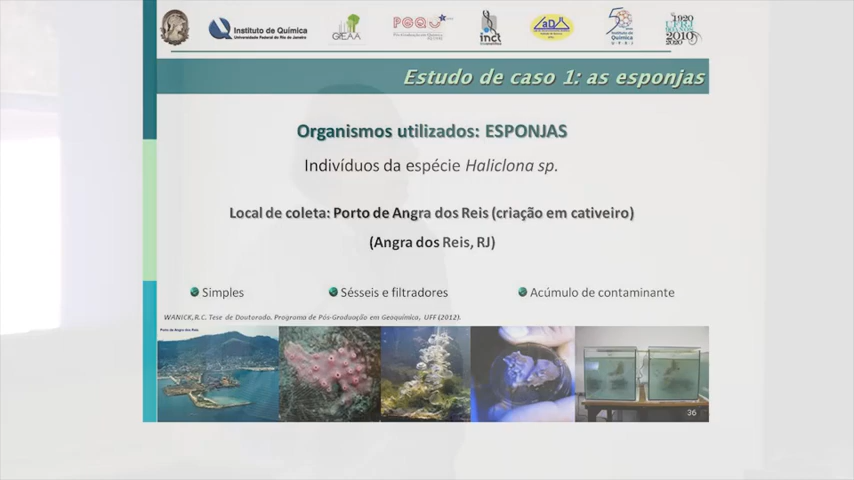 Instituto de Química
Universidade Federal do Rio de Janeiro
GIEAA
inct
LaDA
Instituto de
Química
UFRJ
1920
UFRJ
2010
2020
Estudo de caso 1: as esponjas
Organismos utilizados: ESPONJAS
Indivíduos da espécie Haliclona sp.
Local de coleta: Porto de Angra dos Reis (criação em cativeiro)
(Angra dos Reis, RJ)
Simples
Sésseis e filtradores
Acúmulo de contaminante
WANICK,R.C. Tese de Doutorado. Programa de Pós-Graduação em Geoquímica, UFF (2012).
Porto de Angra dos Reis
36